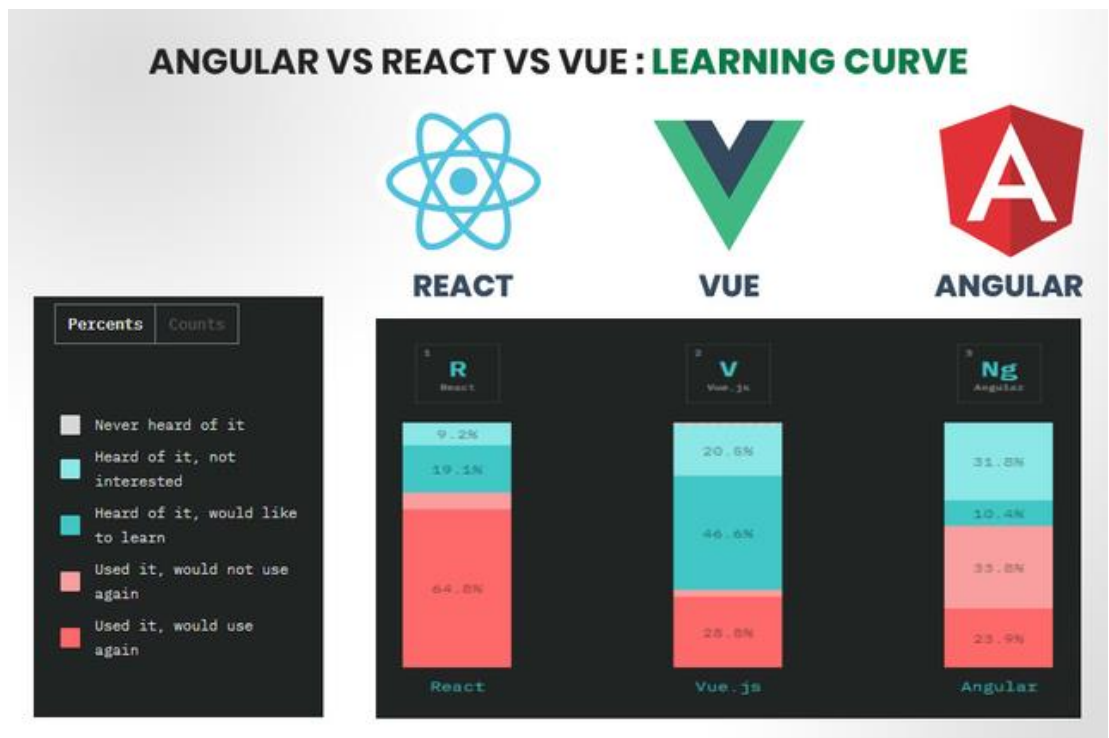 ANGULAR VS REACT VS VUE : LEARNING CURVE
REACT
VUE
ANGULAR
Percents
Counts
Never heard of it
Heard of it, not
interested
Heard of it, would like
to learn
Used it, would not use
again
Used it, would use
again
1
R
React
2
V
Vue.js
3
Ng
Angular
9.2%
19.1%
64.8%
20.5%
46.6%
28.8%
31.8%
10.4%
33.8%
23.9%
React
Vue.js
Angular